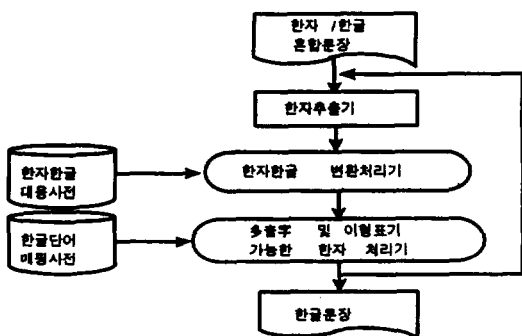 한자 /한글
혼합문장
한자추출기
한자한글
대응사전
한자한글 변환처리기
한글단어
매핑사전
多音字 및 이형표기
가능한 한자 처리기
한글문장